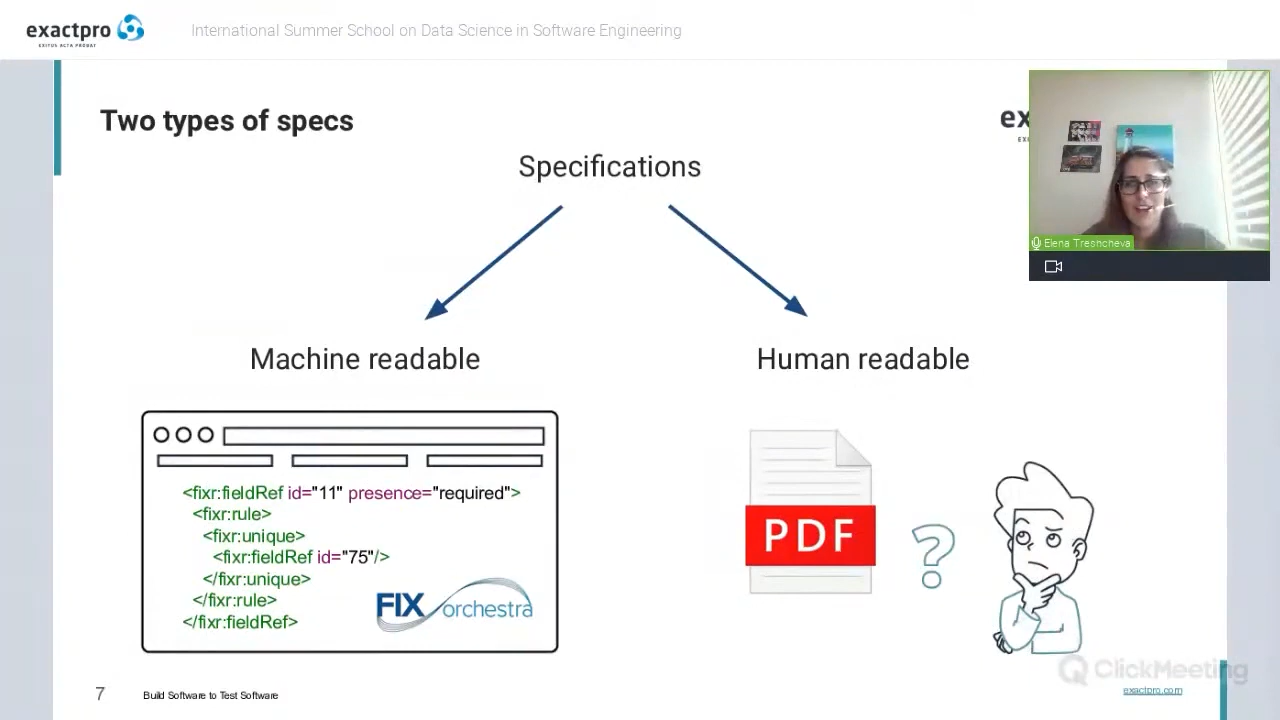 exactpro
EXITUS ACTA PROBAT
International Summer School on Data Science in Software Engineering
Two types of specs
ex
Specifications
Elena Treshcheva
Machine readable
Human readable
<fixr:fieldRef id="11" presence="required">
<fixr:rule>
<fixr:unique>
<fixr:fieldRef id="75"/>
</fixr:unique>
</fixr:rule>
</fixr:fieldRef>
FIX orchestra
PDF
?
ClickMeeting
7
Build Software to Test Software
exactpro.com